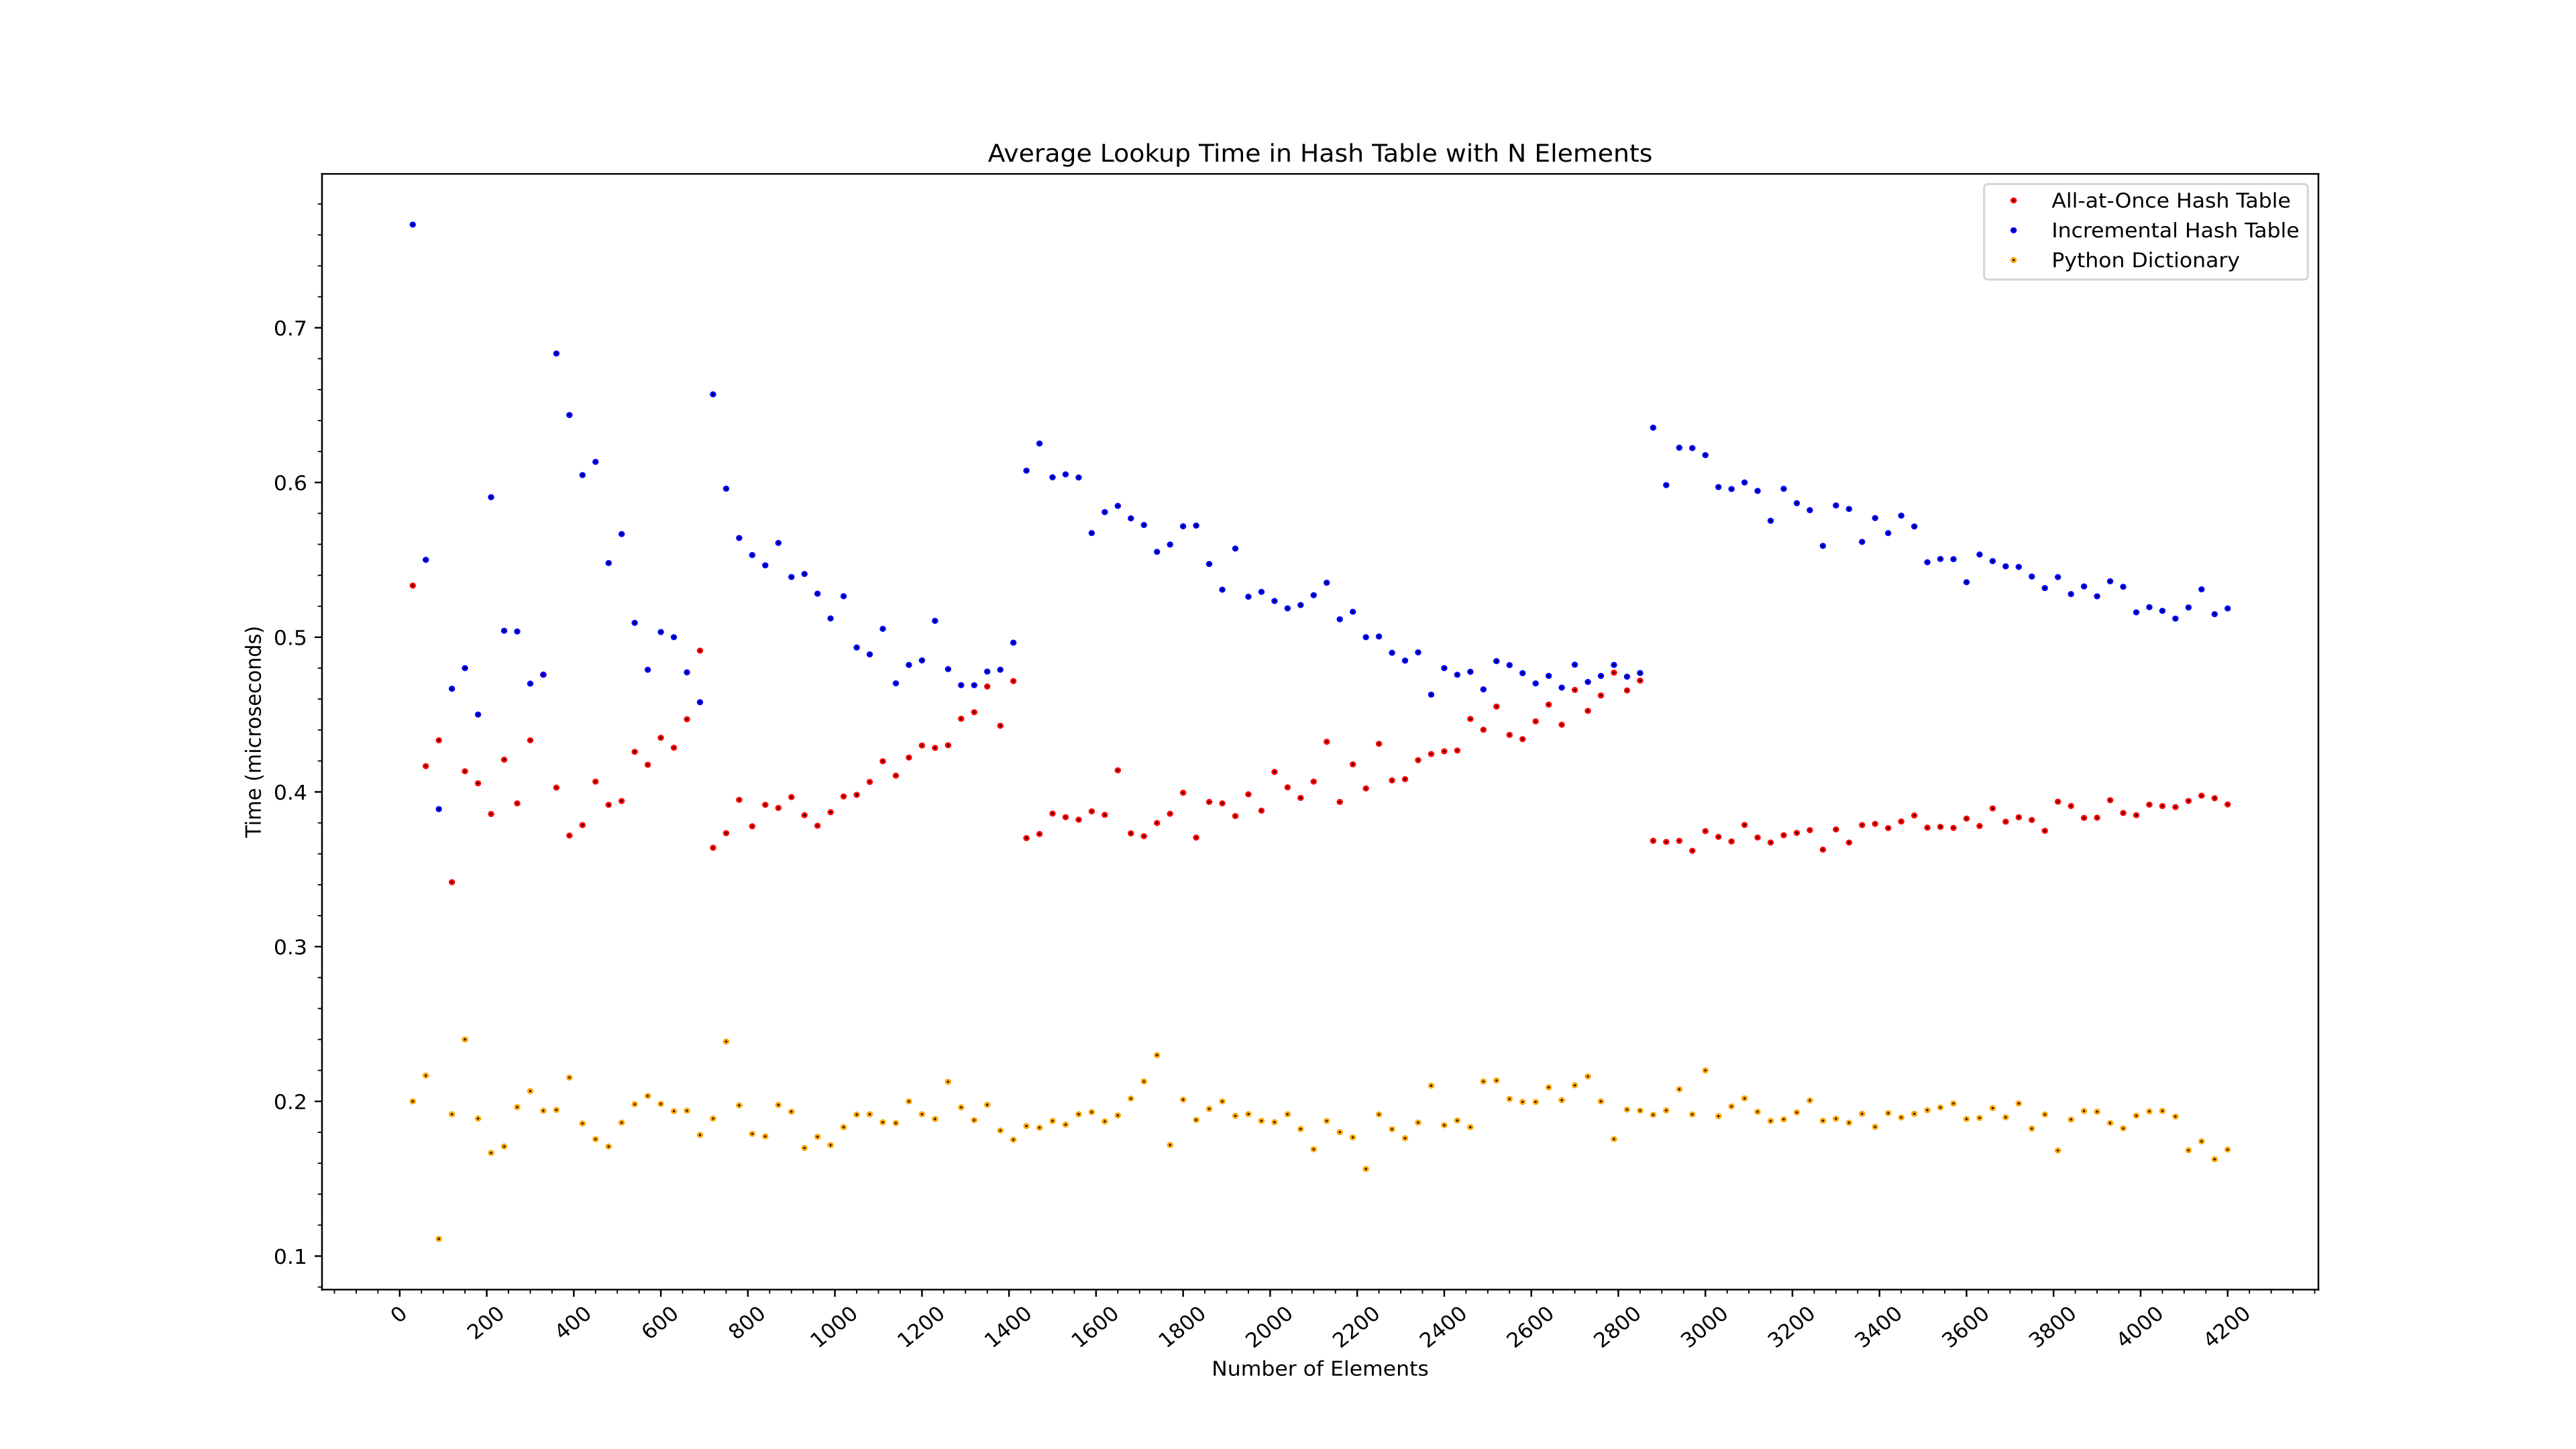 Average Lookup Time in Hash Table with N Elements
All-at-Once Hash Table
Incremental Hash Table
Python Dictionary
0.7
0.6
0.5
0.4
0.3
0.2
0.1
Time (microseconds)
0 200 400 600 800 1000 1200 1400 1600 1800 2000 2200 2400 2600 2800 3000 3200 3400 3600 3800 4000 4200
Number of Elements